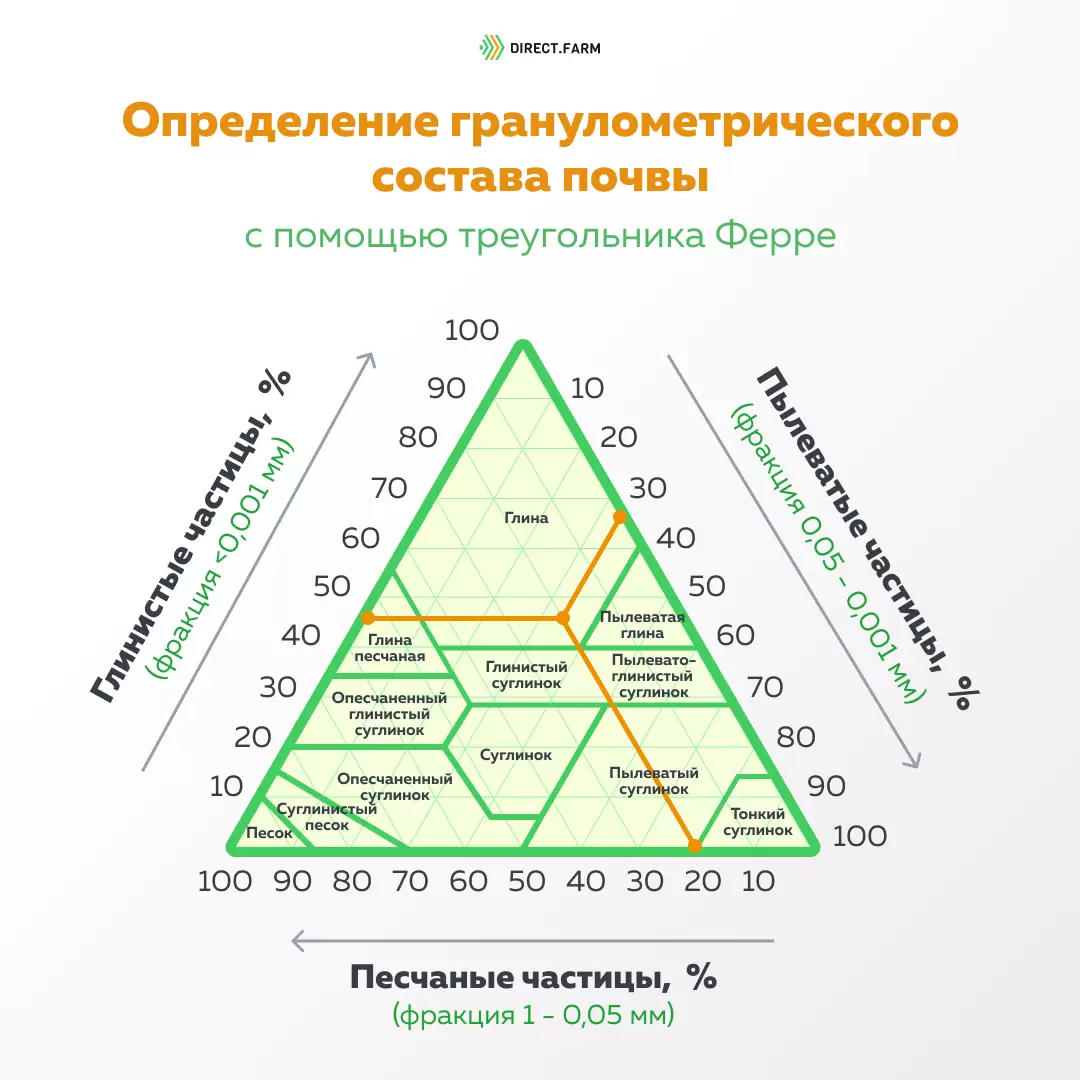 DIRECT.FARM
Определение гранулометрического
состава почвы
с помощью треугольника Ферре
Глинистые частицы, %
(фракция <0,001 мм)
Пылеватые частицы, %
(фракция 0,05 - 0,001 мм)
100
90
80
70
60
50
40
30
20
10
10
20
30
40
50
60
70
80
90
100
Глина
Пылеватая
глина
Глина
песчаная
Глинистый
суглинок
Пылевато-
глинистый
суглинок
Опесчаненный
глинистый
суглинок
Суглинок
Опесчаненный
суглинок
Пылеватый
суглинок
Суглинистый
песок
Песок
Тонкий
суглинок
100 90 80 70 60 50 40 30 20 10
Песчаные частицы, %
(фракция 1 - 0,05 мм)